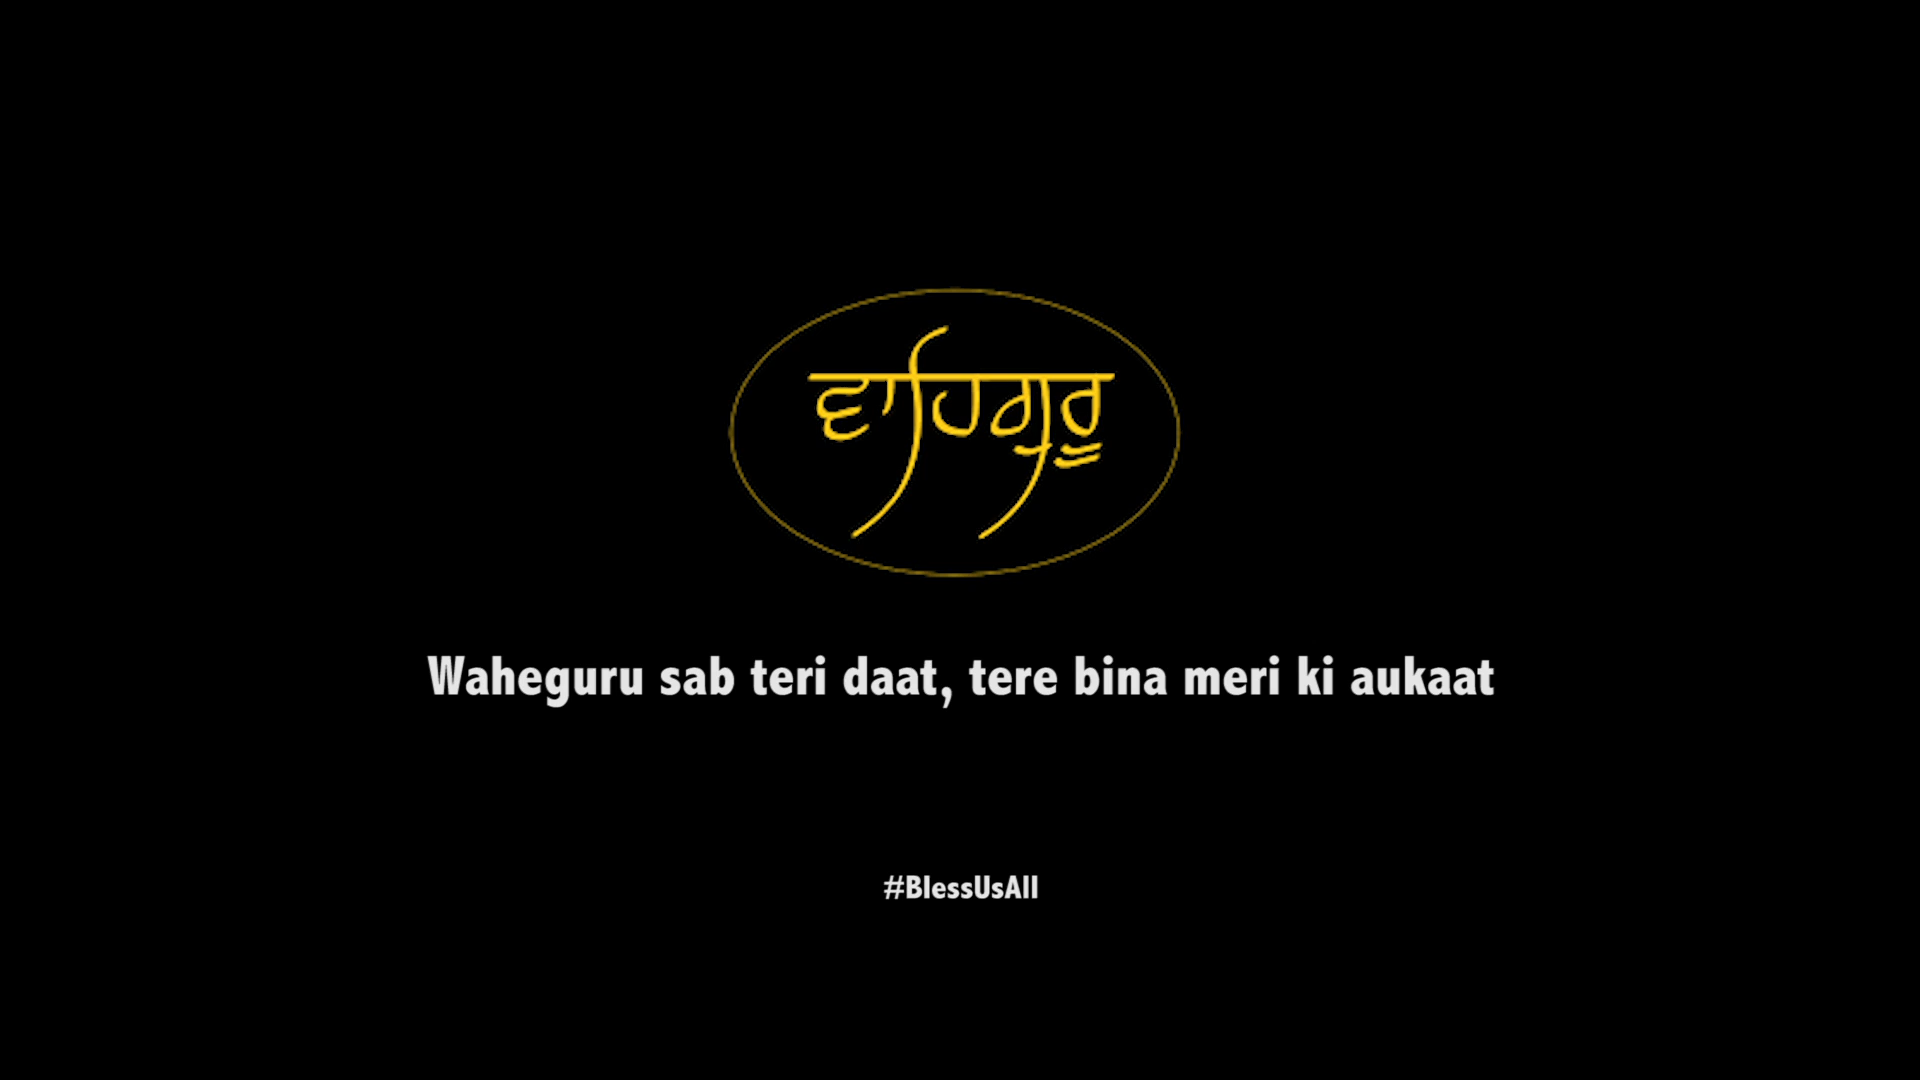 ਵਾਹਿਗੁਰੂ
Waheguru sab teri daat, tere bina meri ki aukaat
#BlessUsAll